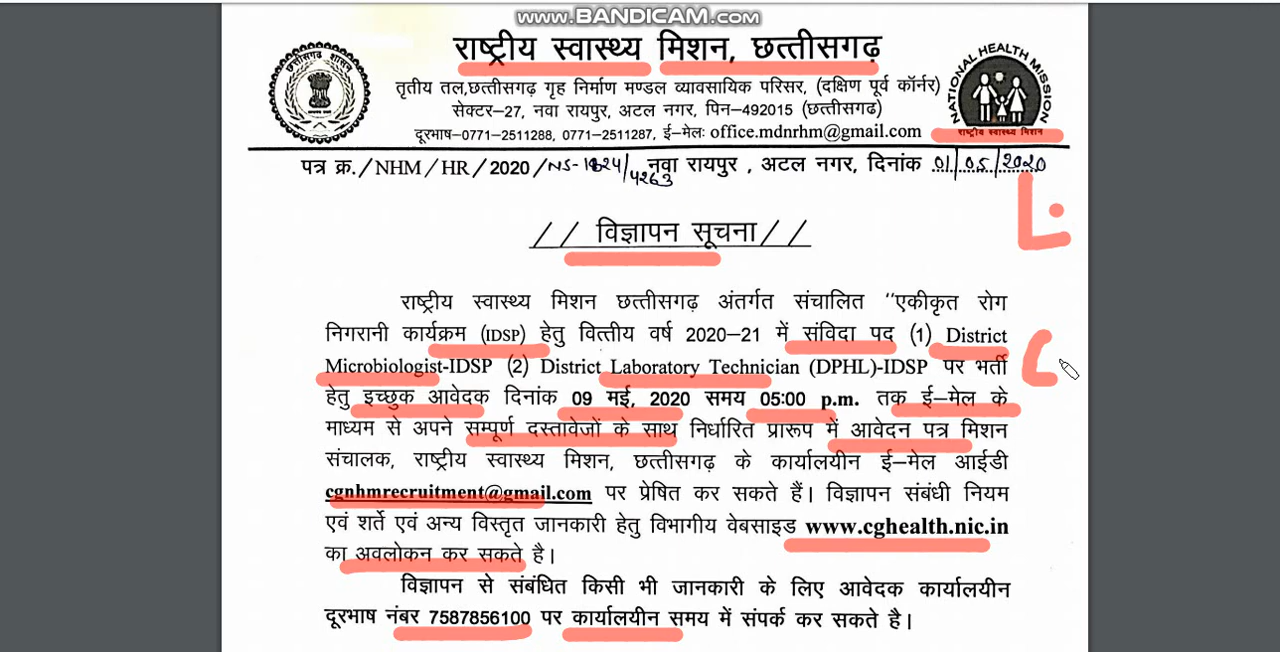 www.BANDICAM.com
राष्ट्रीय स्वास्थ्य मिशन, छत्तीसगढ़
छत्तीसगढ़ शासन
NATIONAL HEALTH MISSION
राष्ट्रीय स्वास्थ्य मिशन
तृतीय तल,छत्तीसगढ़ गृह निर्माण मण्डल व्यावसायिक परिसर, (दक्षिण पूर्व कॉर्नर)
सेक्टर–27, नवा रायपुर, अटल नगर, पिन–492015 (छत्तीसगढ)
दूरभाष–0771–2511288, 0771–2511287, ई–मेलः office.mdnrhm@gmail.com
पत्र क्र./NHM/HR/2020/NS-1824/4263 नवा रायपुर, अटल नगर, दिनांक 01/05/2020
// विज्ञापन सूचना//
राष्ट्रीय स्वास्थ्य मिशन छत्तीसगढ़ अंतर्गत संचालित "एकीकृत रोग
निगरानी कार्यक्रम (IDSP) हेतु वित्तीय वर्ष 2020–21 में संविदा पद (1) District
Microbiologist-IDSP (2) District Laboratory Technician (DPHL)-IDSP पर भर्ती
हेतु इच्छुक आवेदक दिनांक 09 मई, 2020 समय 05:00 p.m. तक ई–मेल के
माध्यम से अपने सम्पूर्ण दस्तावेजों के साथ निर्धारित प्रारूप में आवेदन पत्र मिशन
संचालक, राष्ट्रीय स्वास्थ्य मिशन, छत्तीसगढ़ के कार्यालयीन ई–मेल आईडी
cgnhmrecruitment@gmail.com पर प्रेषित कर सकते हैं। विज्ञापन संबंधी नियम
एवं शर्ते एवं अन्य विस्तृत जानकारी हेतु विभागीय वेबसाइड www.cghealth.nic.in
का अवलोकन कर सकते है।
विज्ञापन से संबंधित किसी भी जानकारी के लिए आवेदक कार्यालयीन
दूरभाष नंबर 7587856100 पर कार्यालयीन समय में संपर्क कर सकते है।